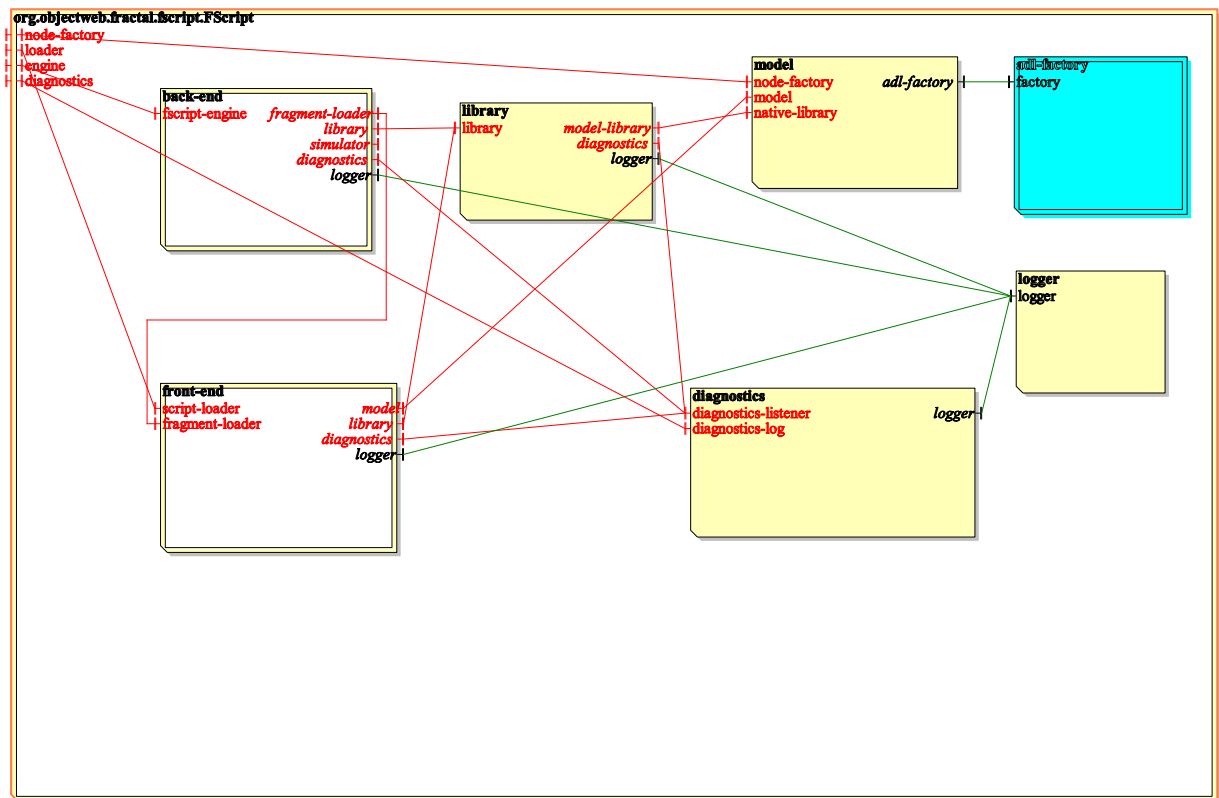 org.objectweb.fractal.fscript.FScript
node-factory
loader
engine
diagnostics
back-end
fscript-engine
fragment-loader
library
simulator
diagnostics
logger
library
library
model-library
diagnostics
logger
model
node-factory
model
native-library
adl-factory
adl-factory
factory
logger
logger
front-end
script-loader
fragment-loader
model
library
diagnostics
logger
diagnostics
diagnostics-listener
diagnostics-log
logger